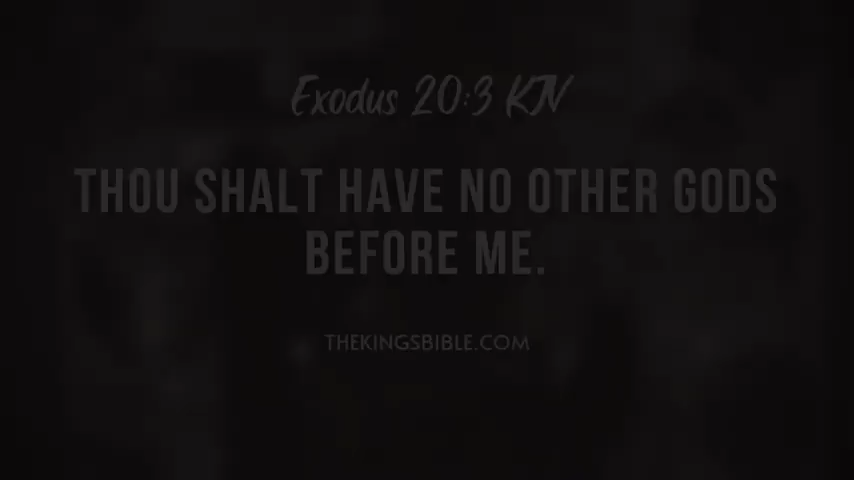 Exodus 20:3 KJV
THOU SHALT HAVE NO OTHER GODS
BEFORE ME.
THEKINGSBIBLE.COM